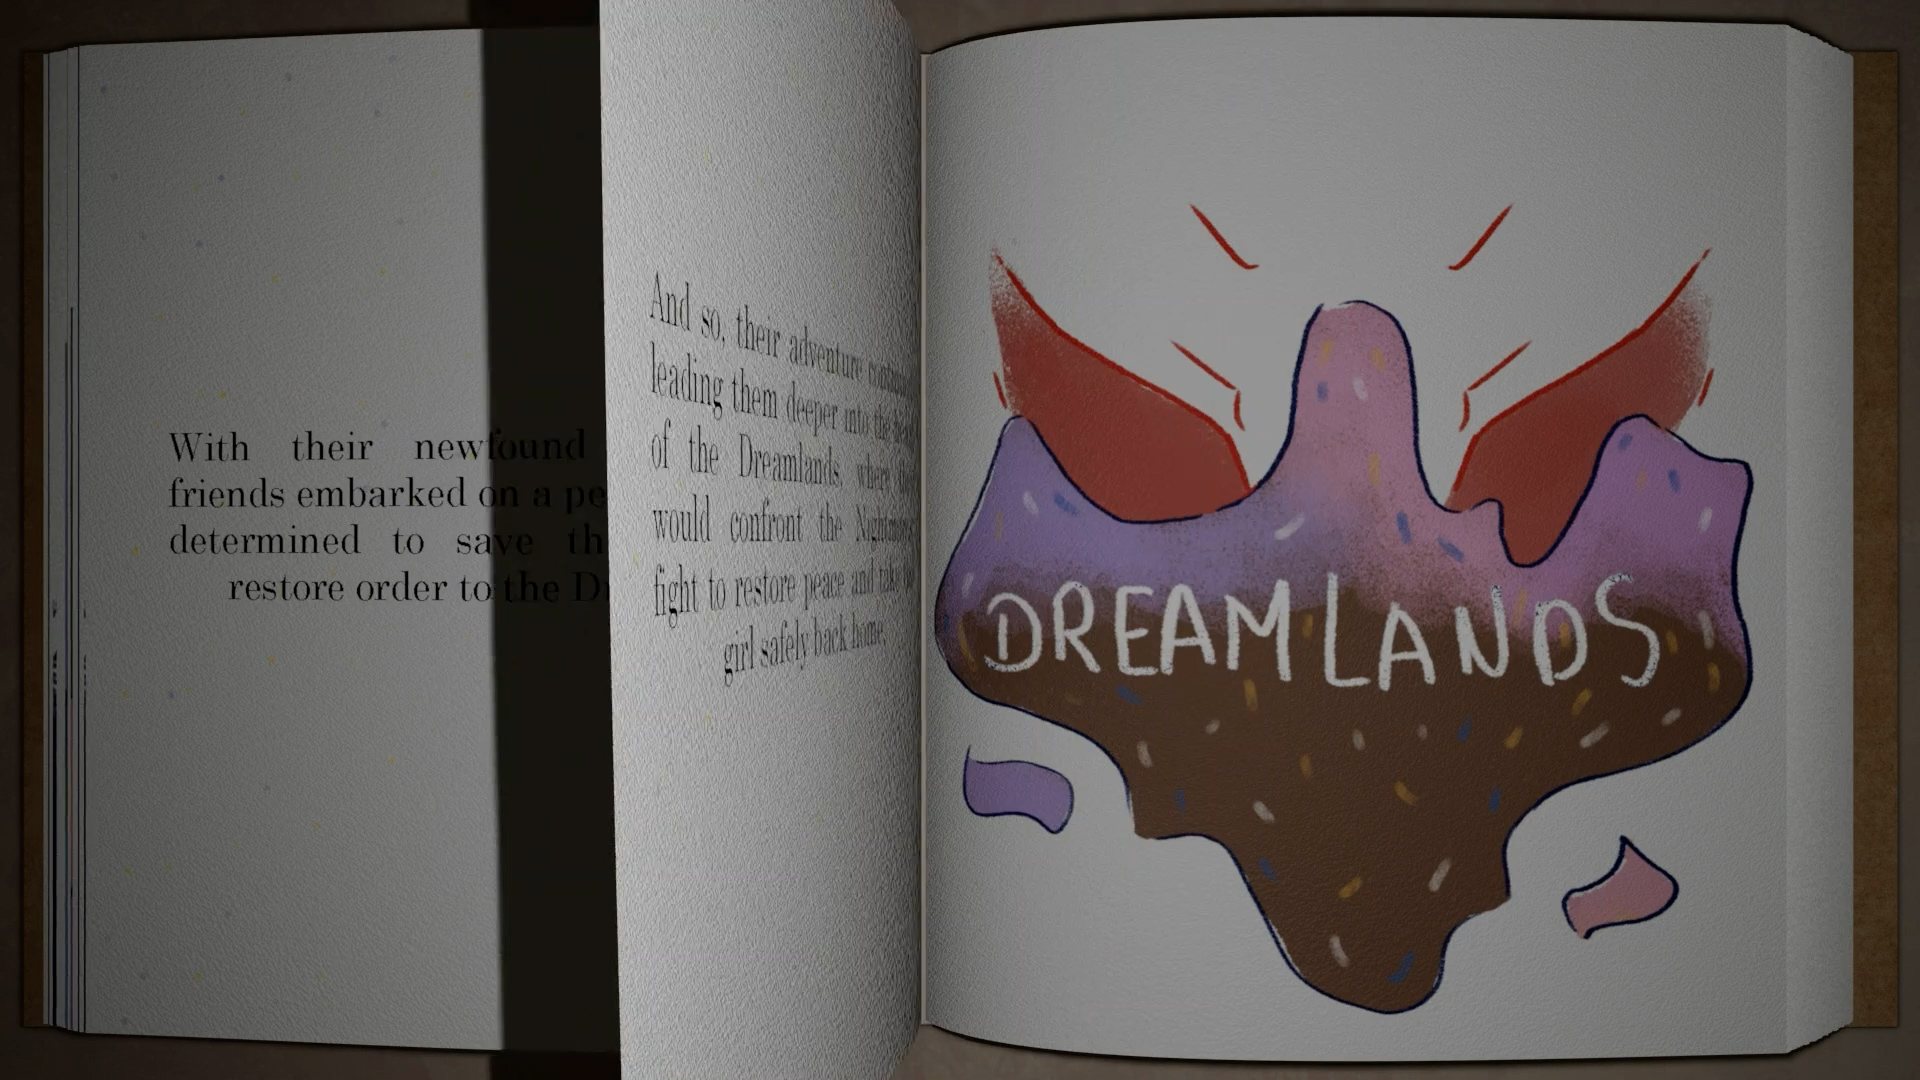 With their newfound
friends embarked on a
determined to save
restore order to the
And so, their adventure
leading them deeper into the
of the Dreamlands, where
would confront the
fight to restore peace and
girl safely back home.
DREAMLANDS